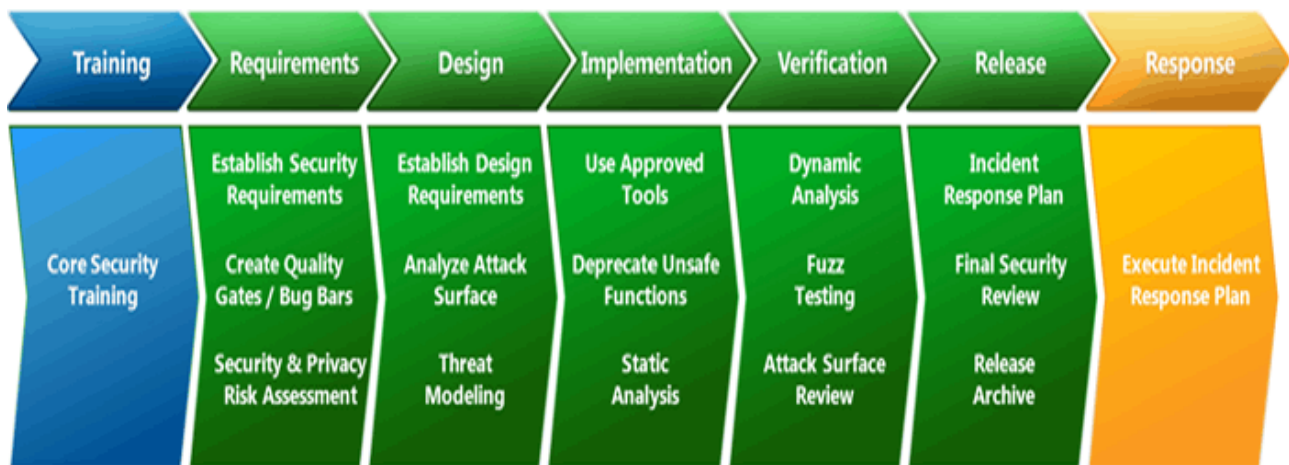 Training
Requirements
Design
Implementation
Verification
Release
Response
Core Security
Training
Establish Security
Requirements
Create Quality
Gates / Bug Bars
Security & Privacy
Risk Assessment
Establish Design
Requirements
Analyze Attack
Surface
Threat
Modeling
Use Approved
Tools
Deprecate Unsafe
Functions
Static
Analysis
Dynamic
Analysis
Fuzz
Testing
Attack Surface
Review
Incident
Response Plan
Final Security
Review
Release
Archive
Execute Incident
Response Plan